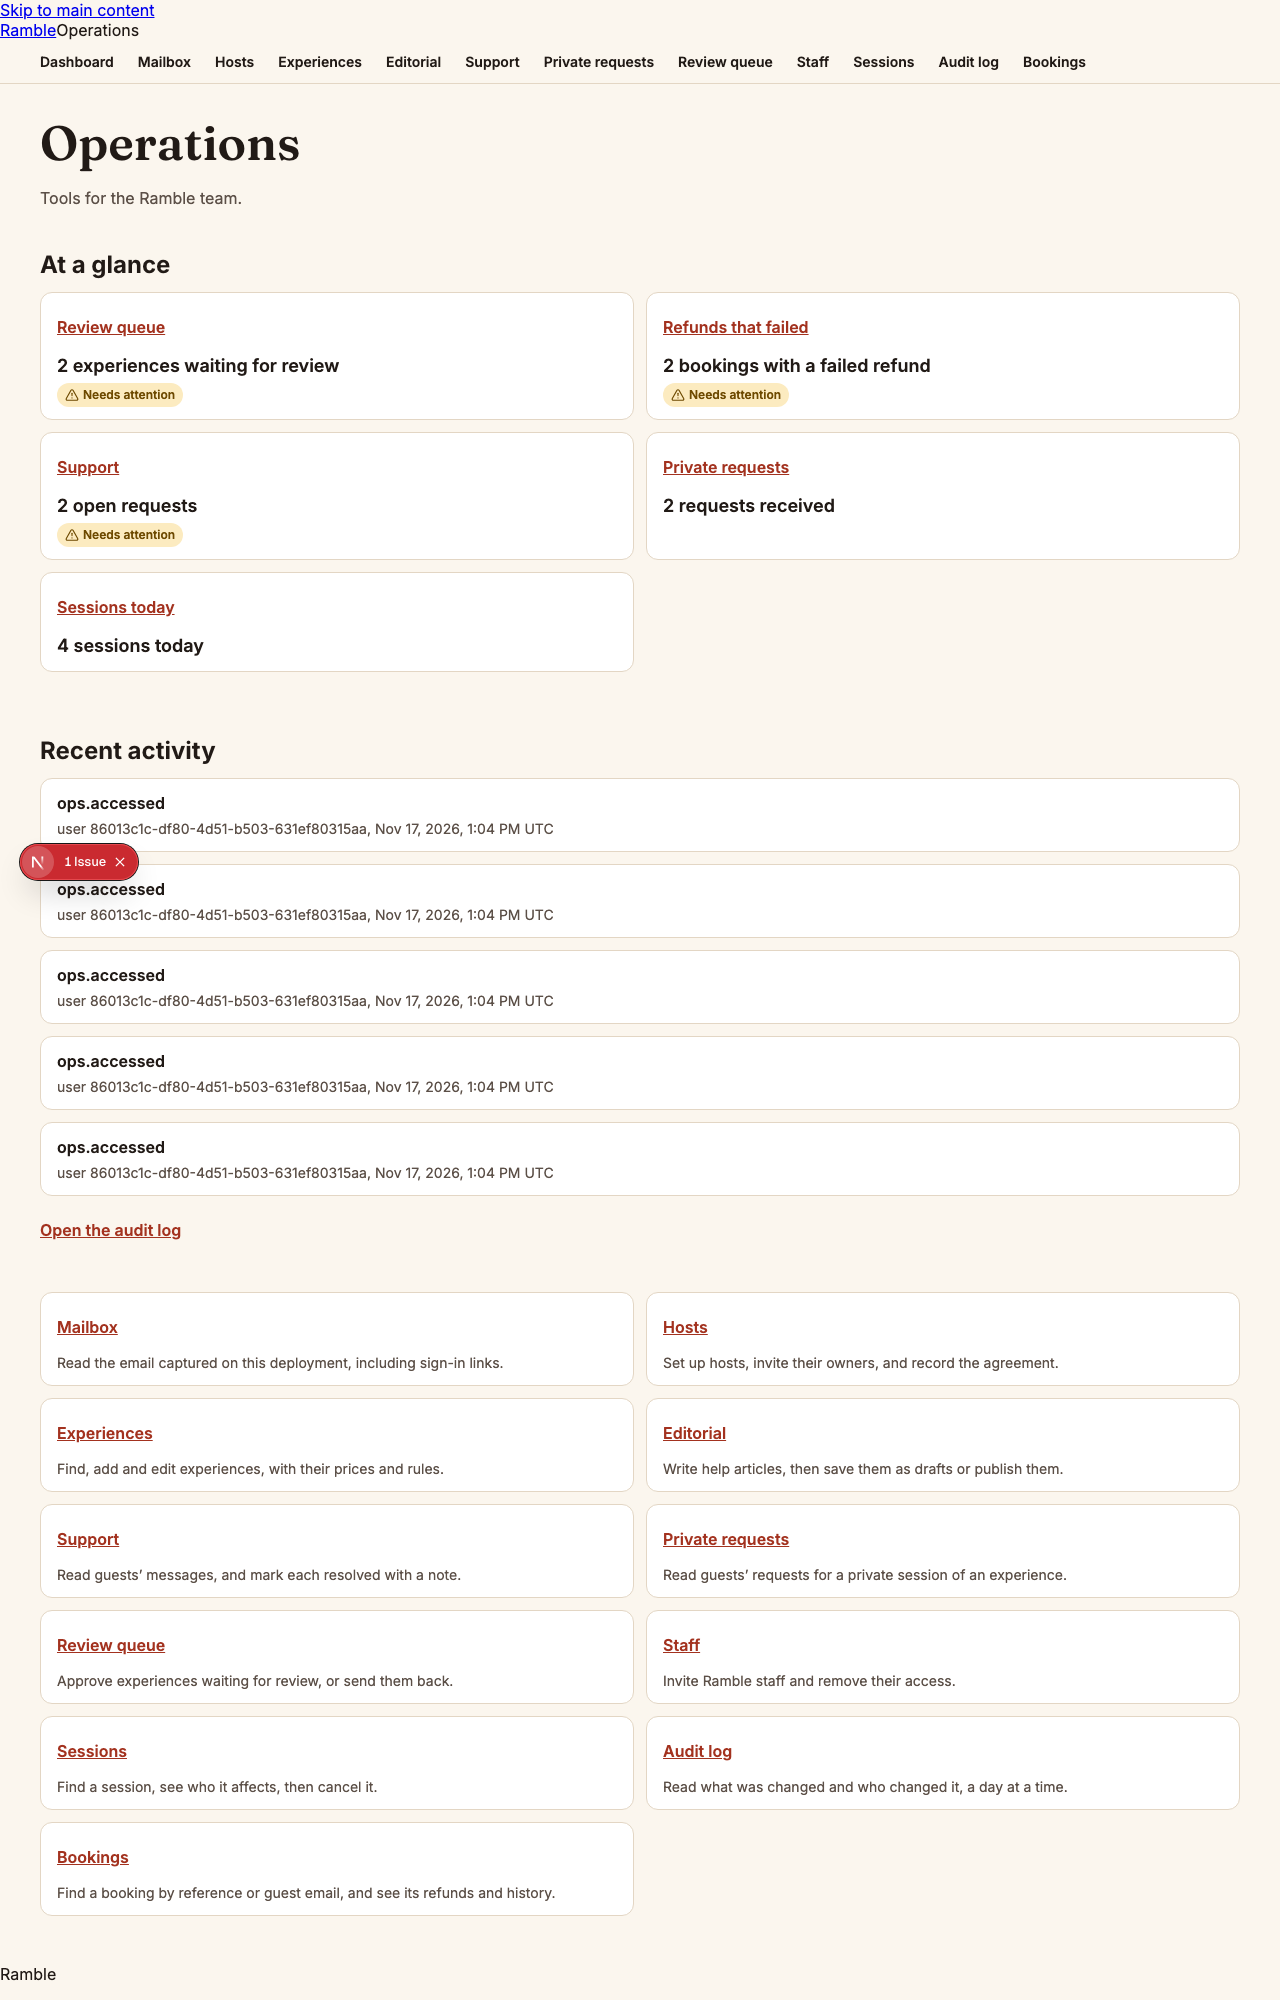 Skip to main content
RambleOperations
Dashboard Mailbox Hosts Experiences Editorial Support Private requests Review queue Staff Sessions Audit log Bookings
Operations
Tools for the Ramble team.
At a glance
Review queue
2 experiences waiting for review
Needs attention
Refunds that failed
2 bookings with a failed refund
Needs attention
Support
2 open requests
Needs attention
Private requests
2 requests received
Sessions today
4 sessions today
Recent activity
ops.accessed
user 86013c1c-df80-4d51-b503-631ef80315aa, Nov 17, 2026, 1:04 PM UTC
1 Issue
ops.accessed
user 86013c1c-df80-4d51-b503-631ef80315aa, Nov 17, 2026, 1:04 PM UTC
ops.accessed
user 86013c1c-df80-4d51-b503-631ef80315aa, Nov 17, 2026, 1:04 PM UTC
ops.accessed
user 86013c1c-df80-4d51-b503-631ef80315aa, Nov 17, 2026, 1:04 PM UTC
ops.accessed
user 86013c1c-df80-4d51-b503-631ef80315aa, Nov 17, 2026, 1:04 PM UTC
Open the audit log
Mailbox
Read the email captured on this deployment, including sign-in links.
Hosts
Set up hosts, invite their owners, and record the agreement.
Experiences
Find, add and edit experiences, with their prices and rules.
Editorial
Write help articles, then save them as drafts or publish them.
Support
Read guests’ messages, and mark each resolved with a note.
Private requests
Read guests’ requests for a private session of an experience.
Review queue
Approve experiences waiting for review, or send them back.
Staff
Invite Ramble staff and remove their access.
Sessions
Find a session, see who it affects, then cancel it.
Audit log
Read what was changed and who changed it, a day at a time.
Bookings
Find a booking by reference or guest email, and see its refunds and history.
Ramble